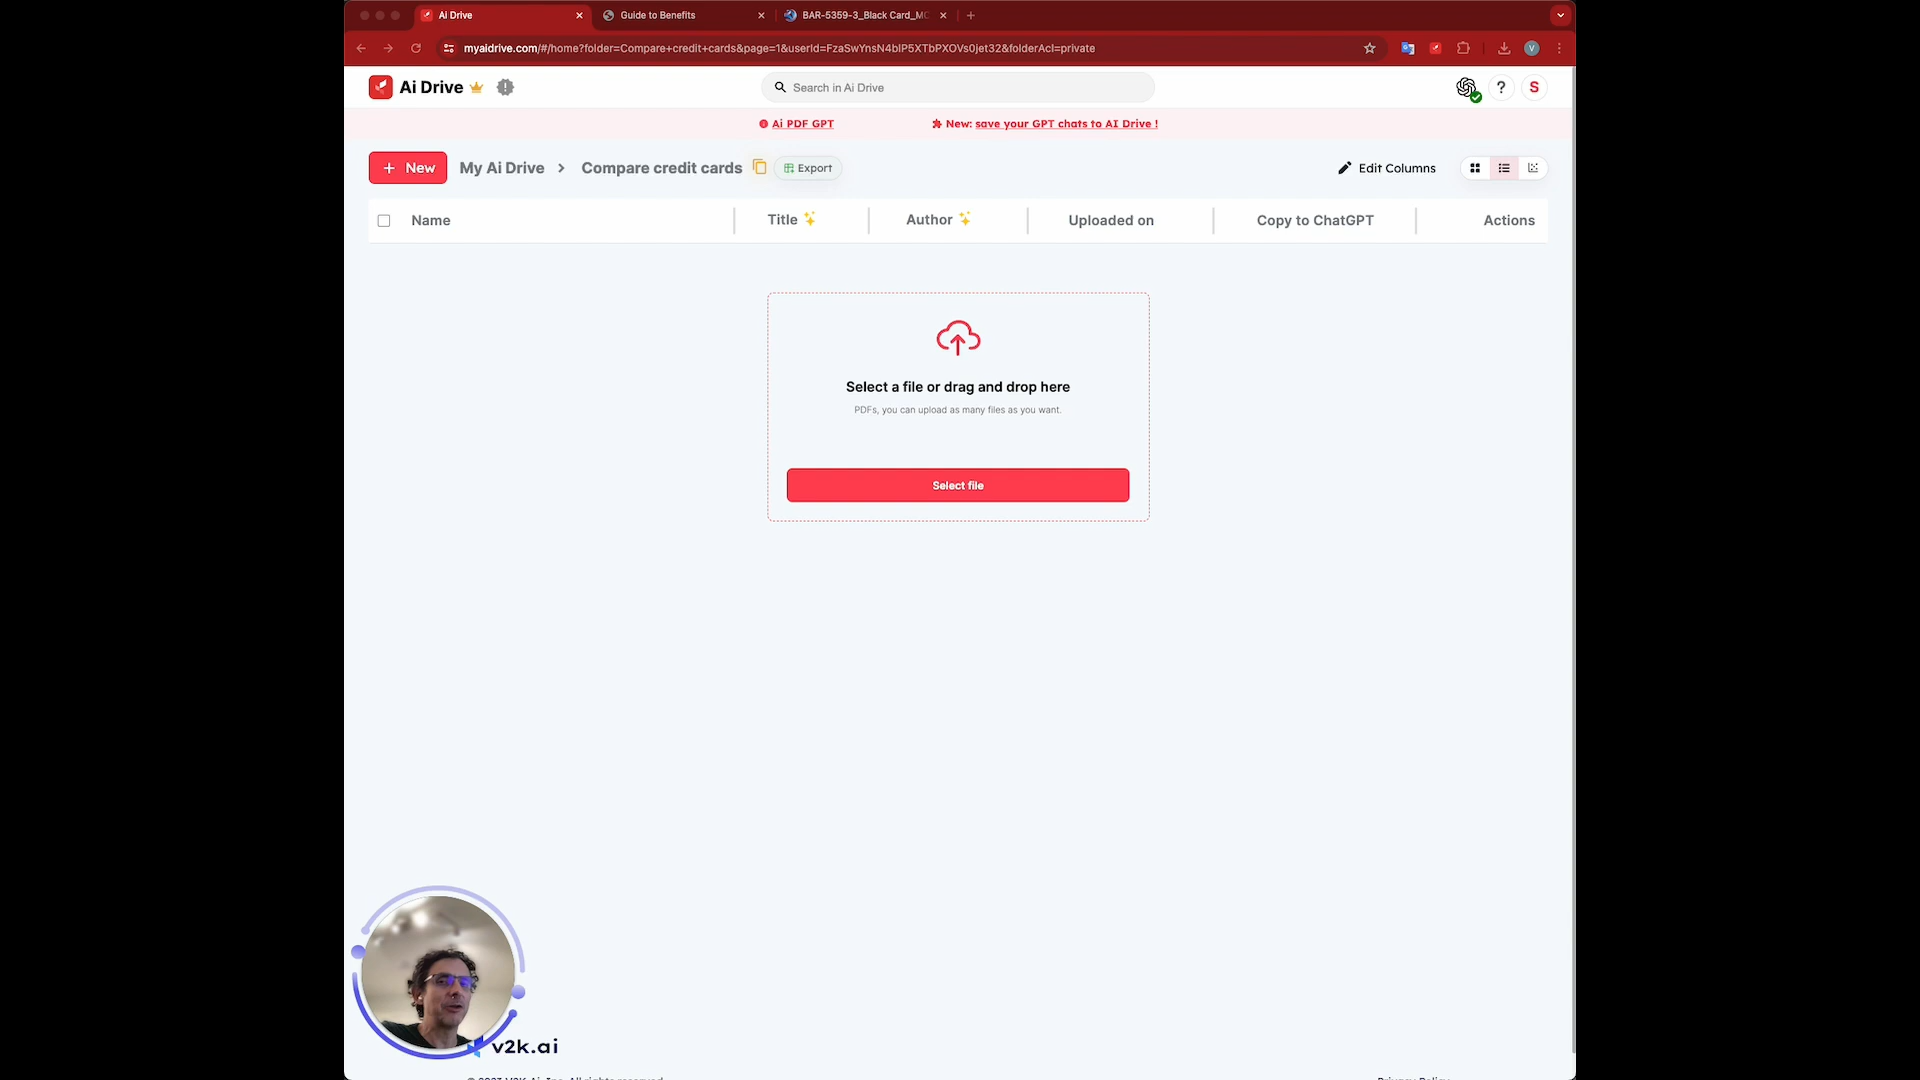 Ai Drive
Guide to Benefits
BAR-5359-3_Black Card_MC
myaidrive.com/#/home?folder=Compare+credit+cards&page=1&userId=FzaSwYnsN4blP5XTbPXOVs0jet32&folderAcl=private
V
Ai Drive
Search in Ai Drive
?
S
Ai PDF GPT
New: save your GPT chats to AI Drive !
+ New
My Ai Drive > Compare credit cards
Export
Edit Columns
Name
Title
Author
Uploaded on
Copy to ChatGPT
Actions
Select a file or drag and drop here
PDFs, you can upload as many files as you want.
Select file
v2k.ai